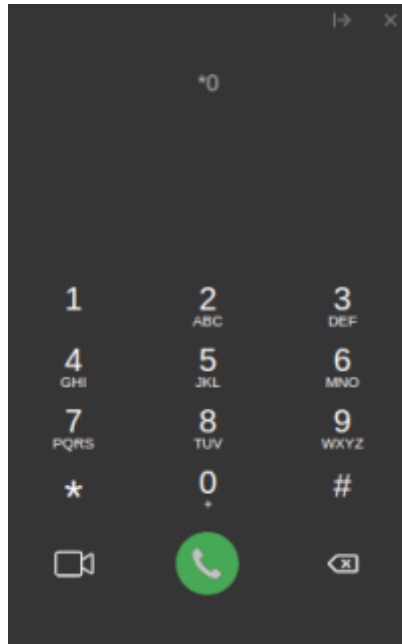 *0
1 2 3
ABC DEF
4 5 6
GHI JKL MNO
7 8 9
PQRS TUV WXYZ
* 0 #
+